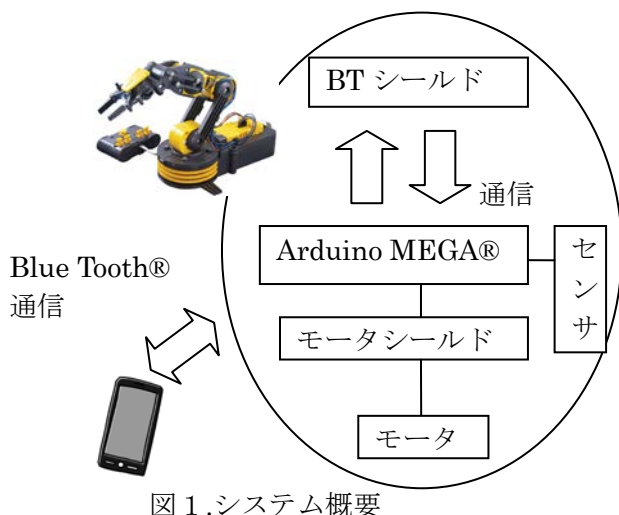 BT シールド
通信
Arduino MEGA®
セ
ン
サ
Blue Tooth®
通信
モータシールド
モータ
図１.システム概要